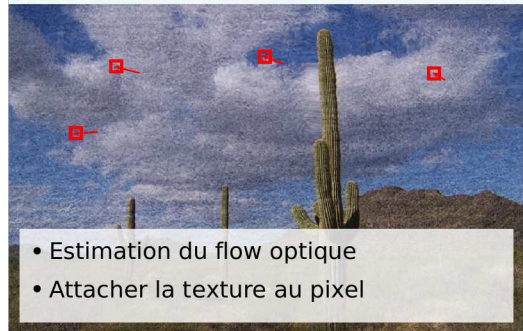 • Estimation du flow optique
• Attacher la texture au pixel